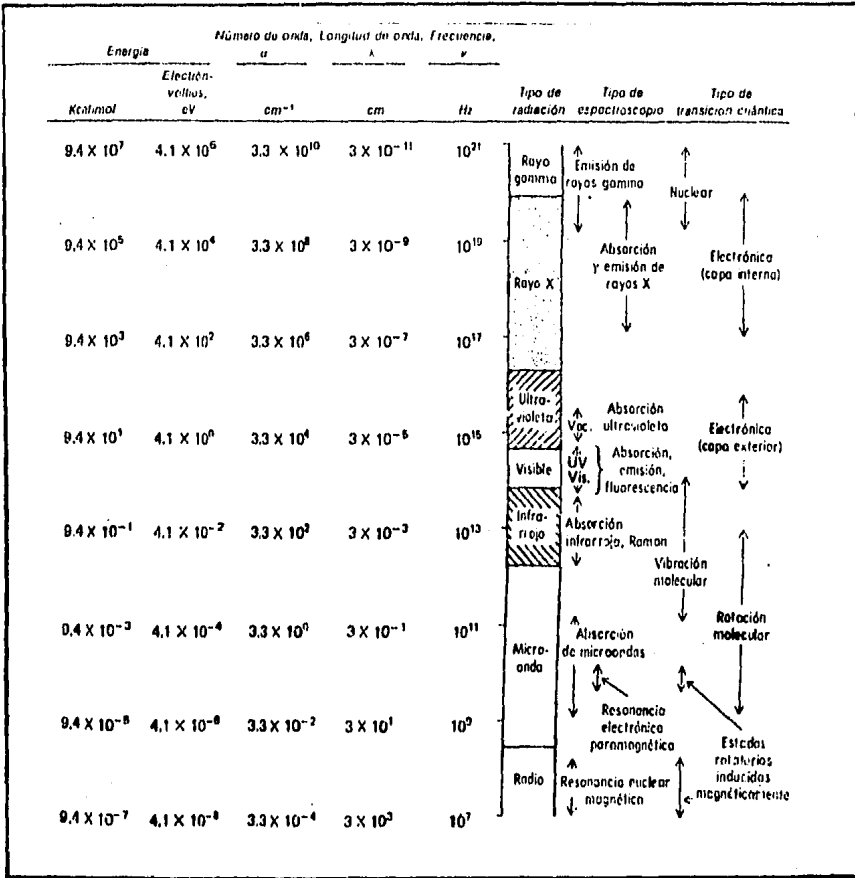 Energía
Número de onda, Longitud de onda, Frecuencia,
σ λ ν
Electrón-
voltios,
Kcal/mol eV cm⁻¹ cm Hz
Tipo de radiación
Tipo de espectroscopio
Tipo de transición cuántica
9.4 X 10⁷ 4.1 X 10⁶ 3.3 X 10¹⁰ 3 X 10⁻¹¹ 10²¹
9.4 X 10⁵ 4.1 X 10⁴ 3.3 X 10⁸ 3 X 10⁻⁹ 10¹⁹
9.4 X 10³ 4.1 X 10² 3.3 X 10⁶ 3 X 10⁻⁷ 10¹⁷
9.4 X 10¹ 4.1 X 10⁰ 3.3 X 10⁴ 3 X 10⁻⁵ 10¹⁵
9.4 X 10⁻¹ 4.1 X 10⁻² 3.3 X 10² 3 X 10⁻³ 10¹³
9.4 X 10⁻³ 4.1 X 10⁻⁴ 3.3 X 10⁰ 3 X 10⁻¹ 10¹¹
9.4 X 10⁻⁵ 4.1 X 10⁻⁶ 3.3 X 10⁻² 3 X 10¹ 10⁹
9.4 X 10⁻⁷ 4.1 X 10⁻⁸ 3.3 X 10⁻⁴ 3 X 10³ 10⁷
Rayo
gamma
Rayo X
Ultra-
violeta
Visible
Infra-
rrojo
Micro-
onda
Radio
Emisión de
rayos gamma
Absorción
y emisión de
rayos X
Vac.
Absorción
ultravioleta
UV
Vis.
Absorción,
emisión,
fluorescencia
Absorción
infrarroja, Raman
Absorción
de microondas
Resonancia
electrónica
paramagnética
Resonancia nuclear
magnética
Nuclear
Electrónica
(capa interna)
Electrónica
(capa exterior)
Vibración
molecular
Rotación
molecular
Estados
rotatorios
inducidos
magnéticamente